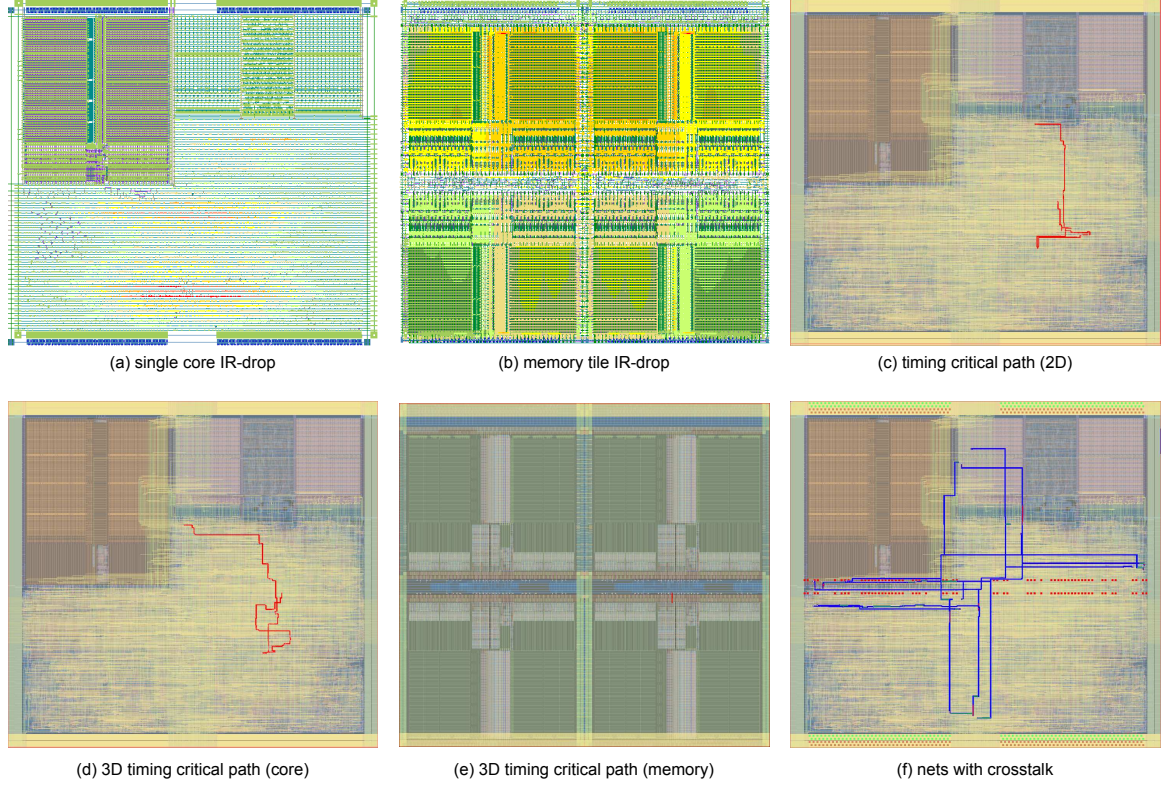 (a) single core IR-drop
(b) memory tile IR-drop
(c) timing critical path (2D)
(d) 3D timing critical path (core)
(e) 3D timing critical path (memory)
(f) nets with crosstalk